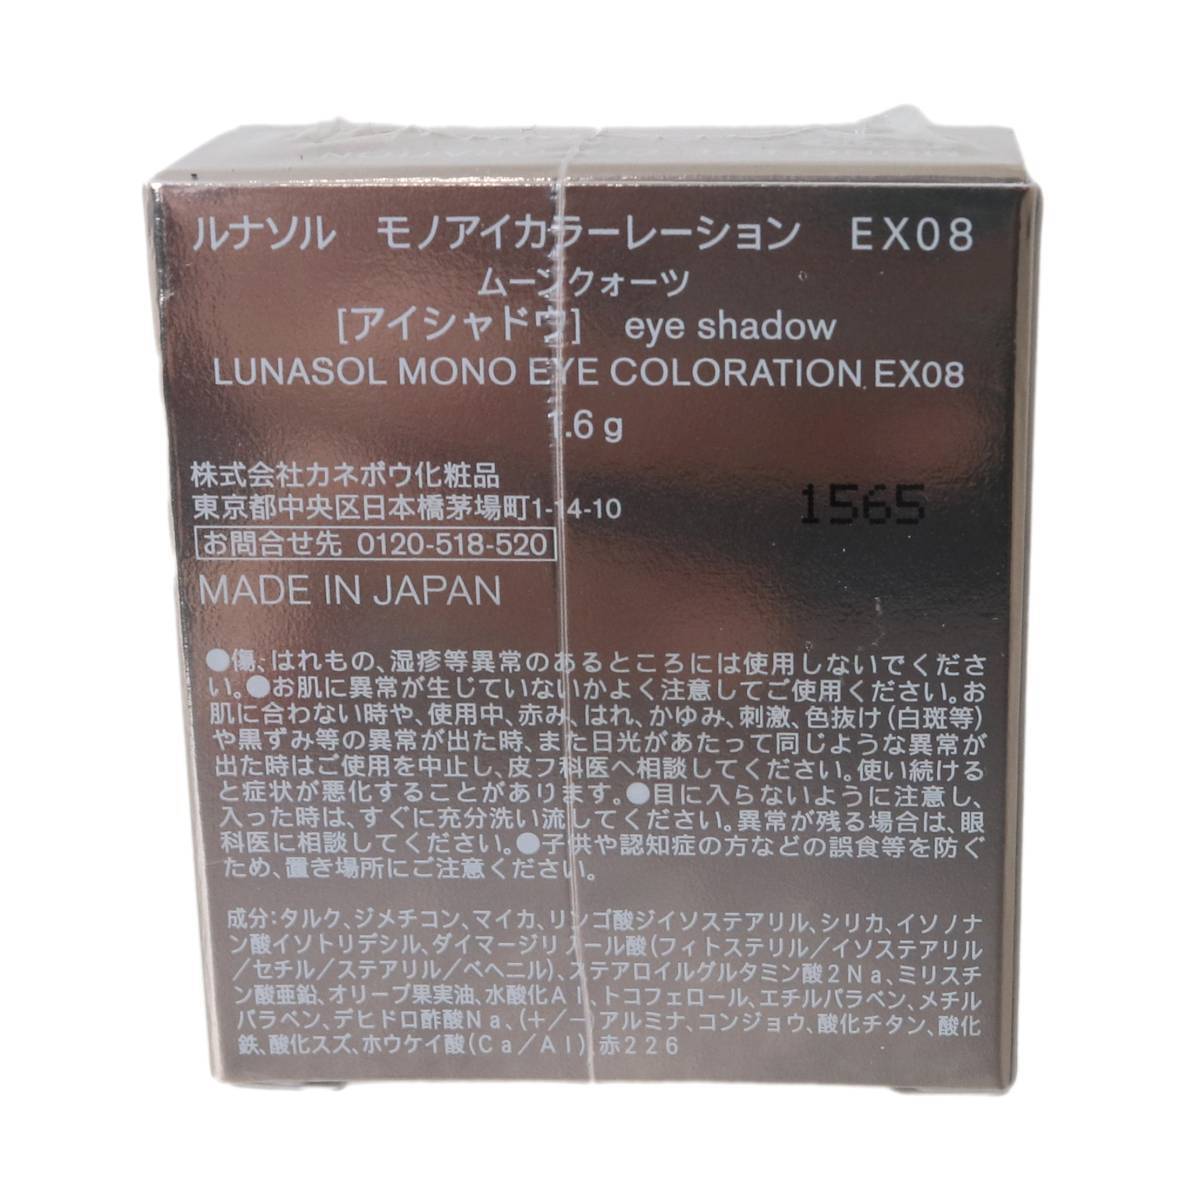 ルナソル モノアイカラーレーション EX08
ムーンクォーツ
[アイシャドウ] eye shadow
LUNASOL MONO EYE COLORATION EX08
1.6 g
株式会社カネボウ化粧品
東京都中央区日本橋茅場町1-14-10
お問合せ先 0120-518-520
MADE IN JAPAN
1565
●傷、はれもの、湿疹等異常のあるところには使用しないでくださ
い。●お肌に異常が生じていないかよく注意してご使用ください。お
肌に合わない時や、使用中、赤み、はれ、かゆみ、刺激、色抜け(白斑等)
や黒ずみ等の異常が出た時、また日光があたって同じような異常が
出た時はご使用を中止し、皮フ科医へ相談してください。使い続ける
と症状が悪化することがあります。●目に入らないように注意し、
入った時は、すぐに充分洗い流してください。異常が残る場合は、眼
科医に相談してください。●子供や認知症の方などの誤食等を防ぐ
ため、置き場所にご注意ください。
成分:タルク、ジメチコン、マイカ、リンゴ酸ジイソステアリル、シリカ、イソノナ
ン酸イソトリデシル、ダイマージリノール酸(フィトステリル/イソステアリル
/セチル/ステアリル/ベヘニル)、ステアロイルグルタミン酸2Na、ミリスチ
ン酸亜鉛、オリーブ果実油、水酸化Al、トコフェロール、エチルパラベン、メチル
パラベン、デヒドロ酢酸Na、(+/−)アルミナ、コンジョウ、酸化チタン、酸化
鉄、酸化スズ、ホウケイ酸(Ca/Al)、赤226